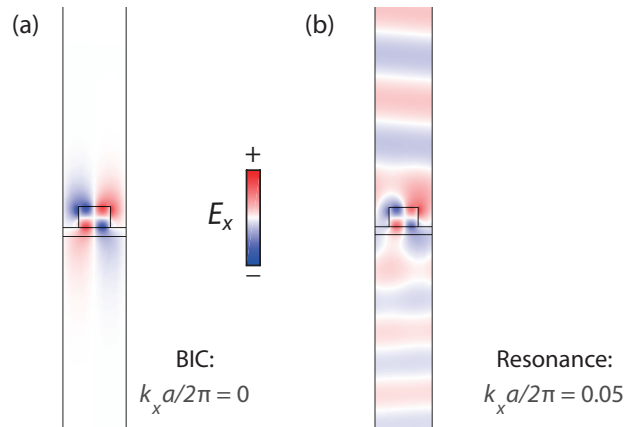 (a)
(b)
+
E_x
−
BIC:
k_x a/2π = 0
Resonance:
k_x a/2π = 0.05